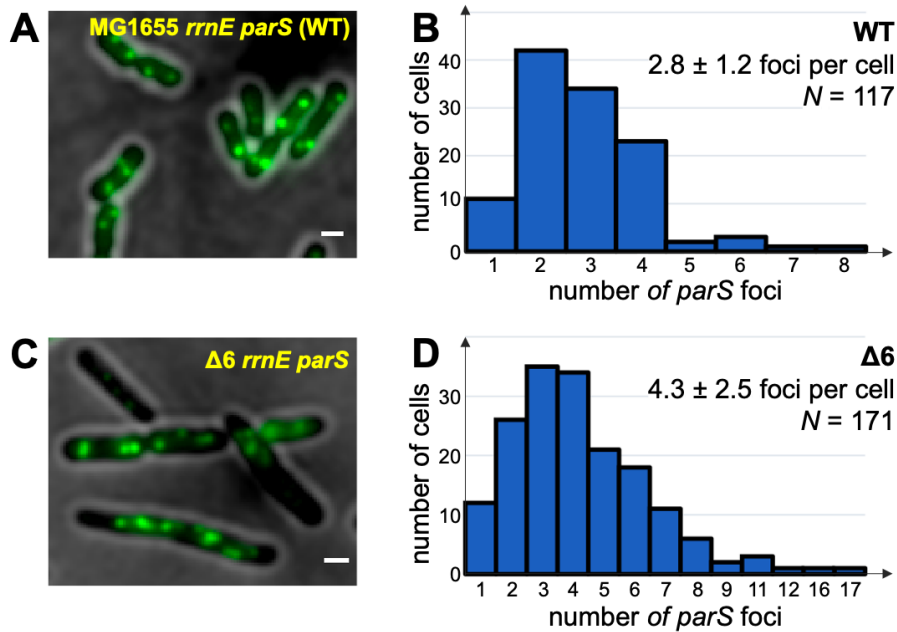 A
MG1655 rrnE parS (WT)
B
WT
2.8 ± 1.2 foci per cell
N = 117
number of cells
40
30
20
10
0
1 2 3 4 5 6 7 8
number of parS foci
C
Δ6 rrnE parS
D
Δ6
4.3 ± 2.5 foci per cell
N = 171
number of cells
30
20
10
0
1 2 3 4 5 6 7 8 9 11 12 16 17
number of parS foci